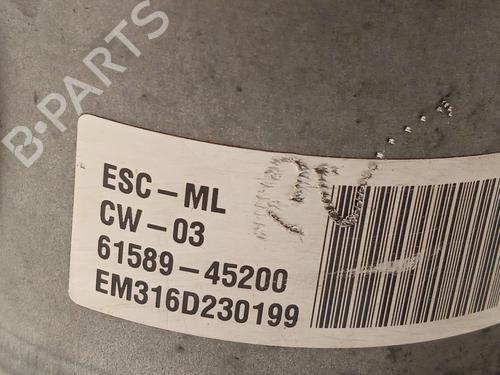 B-PARTS
ESC-ML
CW-03
61589-45200
EM316D230199